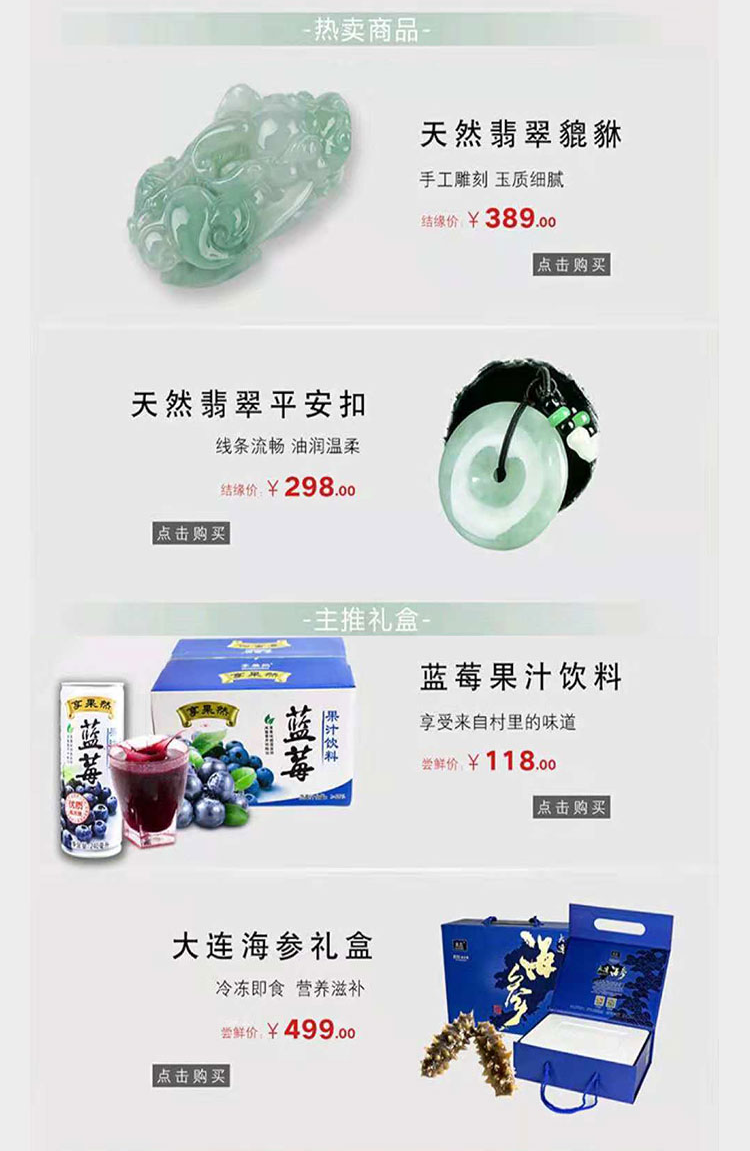 -热卖商品-
天然翡翠貔貅
手工雕刻 玉质细腻
结缘价：￥389.00
点击购买
天然翡翠平安扣
线条流畅 油润温柔
结缘价：￥298.00
点击购买
-主推礼盒-
享果然
蓝莓
优质
享果然
蓝莓
果汁饮料
蓝莓果汁饮料
享受来自村里的味道
尝鲜价：￥118.00
点击购买
大连海参礼盒
冷冻即食 营养滋补
尝鲜价：￥499.00
点击购买
海参